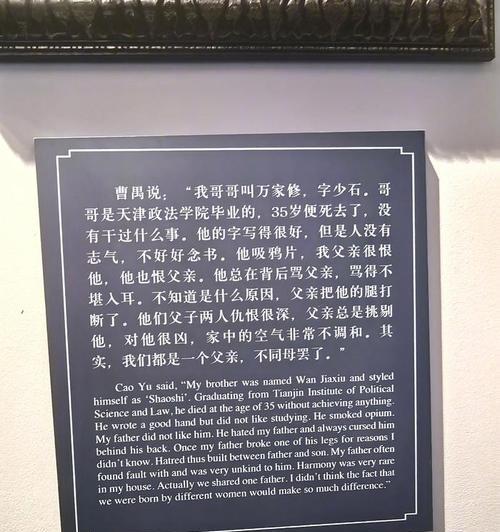 曹禺说：“我哥哥叫万家修，字少石。哥
哥是天津政法学院毕业的，35岁便死去了，没
有干过什么事。他的字写得很好，但是人没有
志气，不好好念书。他吸鸦片，我父亲很恨
他，他也恨父亲。他总在背后骂父亲，骂得不
堪入耳。不知道是什么原因，父亲把他的腿打
断了。他们父子两人仇恨很深，父亲总是挑剔
他，对他很凶，家中的空气非常不调和。其
实，我们都是一个父亲，不同母罢了。”
Cao Yu said, “My brother was named Wan Jiaxiu and styled
himself as ‘Shaoshi’. Graduating from Tianjin Institute of Political
Science and Law, he died at the age of 35 without achieving anything.
He wrote a good hand but did not like studying. He smoked opium.
My father did not like him. He hated my father and always cursed him
behind his back. Once my father broke one of his legs for reasons I
didn’t know. Hatred thus built between father and son. My father often
found fault with and was very unkind to him. Harmony was very rare
in my house. Actually we shared one father. I didn’t think the fact that
we were born by different women would make so much difference.”